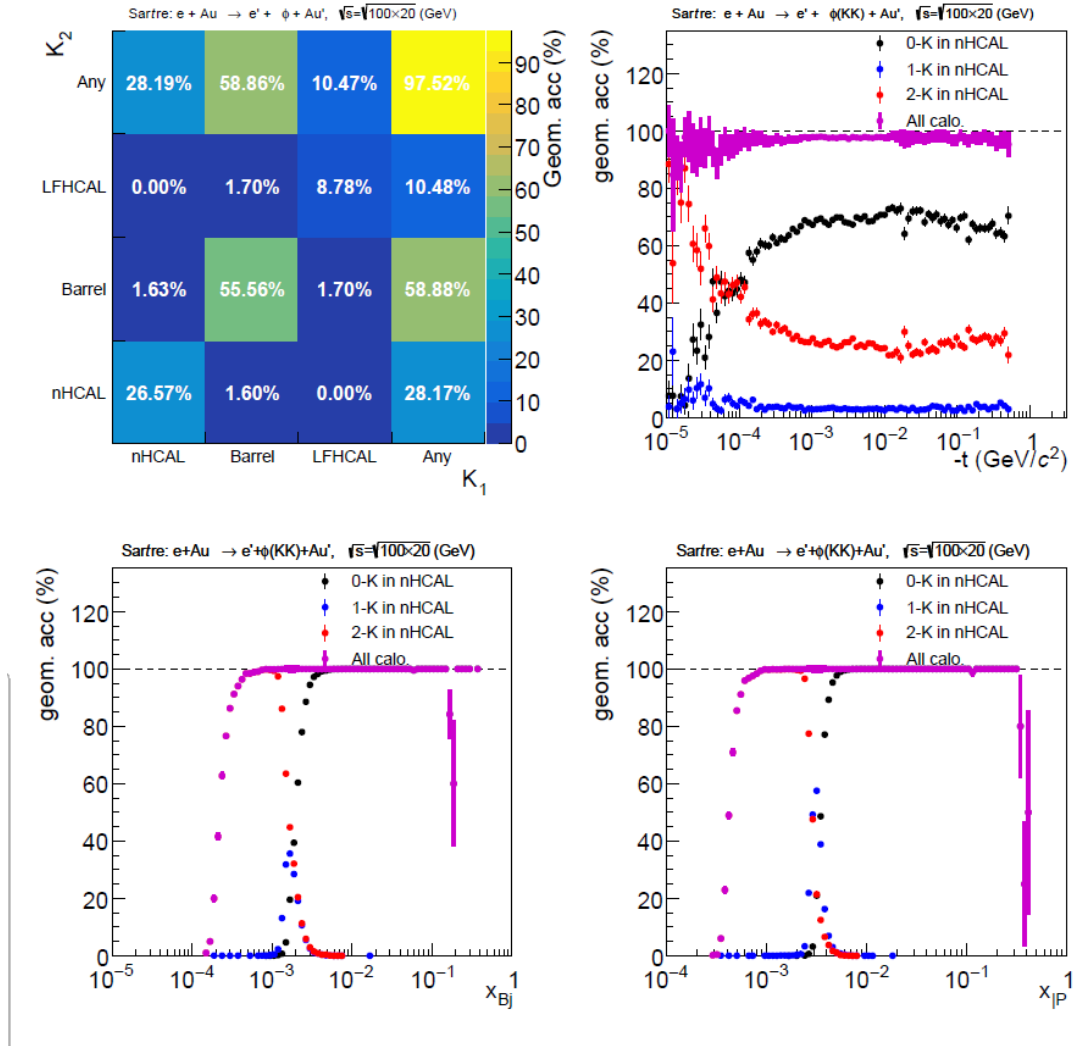 Sartre: e + Au → e' + ϕ + Au', √s=√100×20 (GeV)
K2
Any
LFHCAL
Barrel
nHCAL
28.19% 58.86% 10.47% 97.52%
0.00% 1.70% 8.78% 10.48%
1.63% 55.56% 1.70% 58.88%
26.57% 1.60% 0.00% 28.17%
nHCAL Barrel LFHCAL Any
K1
90
80
70
60
50
40
30
20
10
0
Geom. acc (%)
Sartre: e + Au → e' + ϕ(KK) + Au', √s=√100×20 (GeV)
geom. acc (%)
0-K in nHCAL
1-K in nHCAL
2-K in nHCAL
All calo.
120
100
80
60
40
20
0
10−5 10−4 10−3 10−2 10−1 1
-t (GeV/c2)
Sartre: e+Au → e'+ϕ(KK)+Au', √s=√100×20 (GeV)
geom. acc (%)
0-K in nHCAL
1-K in nHCAL
2-K in nHCAL
All calo.
120
100
80
60
40
20
0
10−5 10−4 10−3 10−2 10−1 1
xBj
Sartre: e+Au → e'+ϕ(KK)+Au', √s=√100×20 (GeV)
geom. acc (%)
0-K in nHCAL
1-K in nHCAL
2-K in nHCAL
All calo.
120
100
80
60
40
20
0
10−4 10−3 10−2 10−1 1
x|P